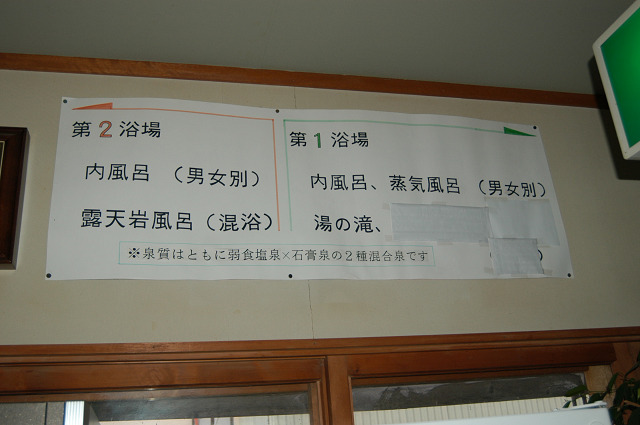 第2浴場
内風呂（男女別）
露天岩風呂（混浴）
第1浴場
内風呂、蒸気風呂（男女別）
湯の滝、
）
※泉質はともに弱食塩泉×石膏泉の2種混合泉です